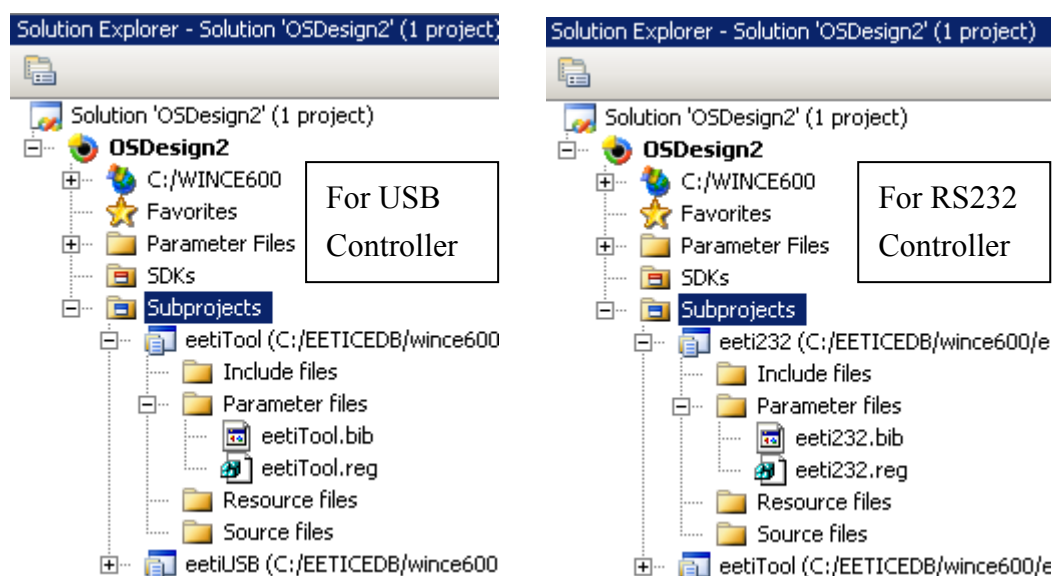 Solution Explorer - Solution 'OSDesign2' (1 project)
Solution 'OSDesign2' (1 project)
OSDesign2
C:/WINCE600
Favorites
Parameter Files
SDKs
Subprojects
eetiTool (C:/EETICEDB/wince600
Include files
Parameter files
eetiTool.bib
eetiTool.reg
Resource files
Source files
eetiUSB (C:/EETICEDB/wince600
For USB
Controller
Solution Explorer - Solution 'OSDesign2' (1 project)
Solution 'OSDesign2' (1 project)
OSDesign2
C:/WINCE600
Favorites
Parameter Files
SDKs
Subprojects
eeti232 (C:/EETICEDB/wince600/e
Include files
Parameter files
eeti232.bib
eeti232.reg
Resource files
Source files
eetiTool (C:/EETICEDB/wince600/e
For RS232
Controller